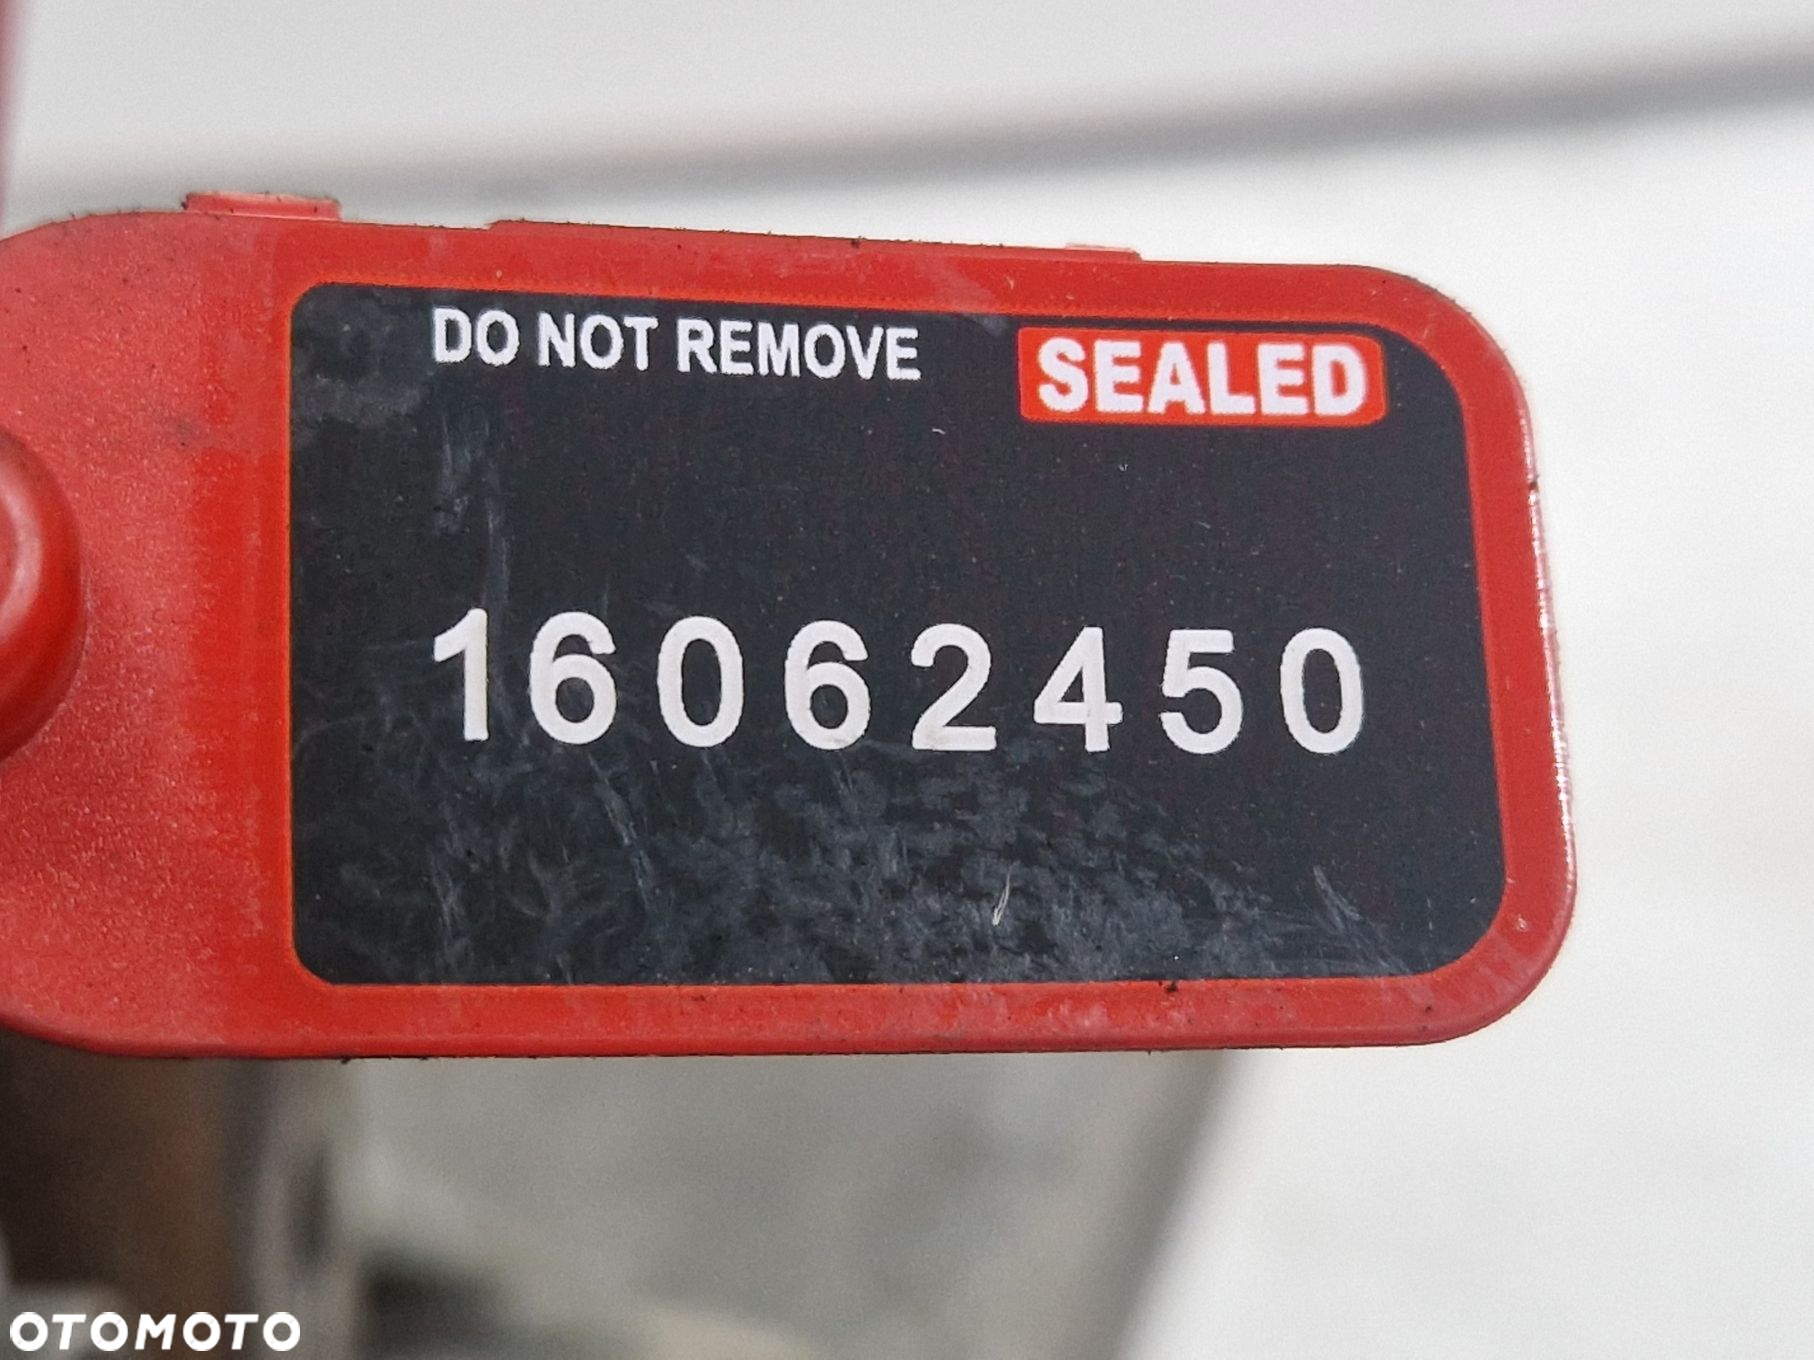 DO NOT REMOVE
SEALED
16062450
OTOMOTO